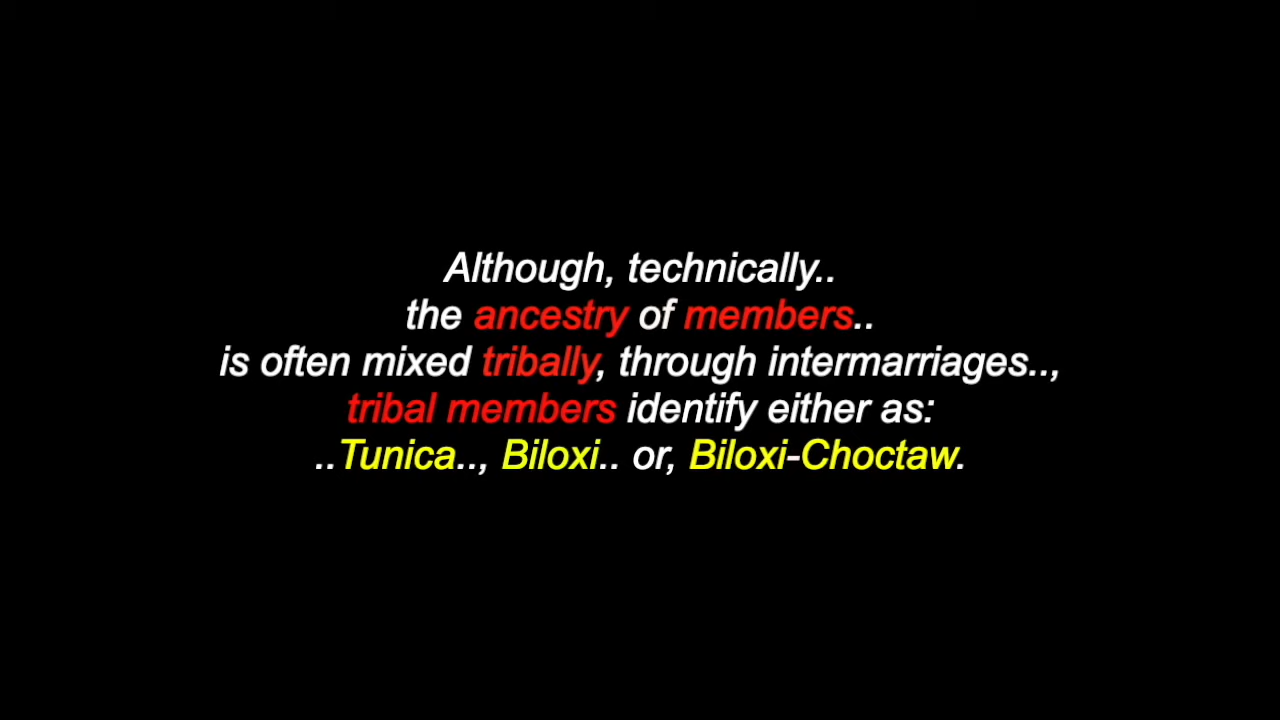 Although, technically..
the ancestry of members..
is often mixed tribally, through intermarriages..,
tribal members identify either as:
..Tunica.., Biloxi.. or, Biloxi-Choctaw.